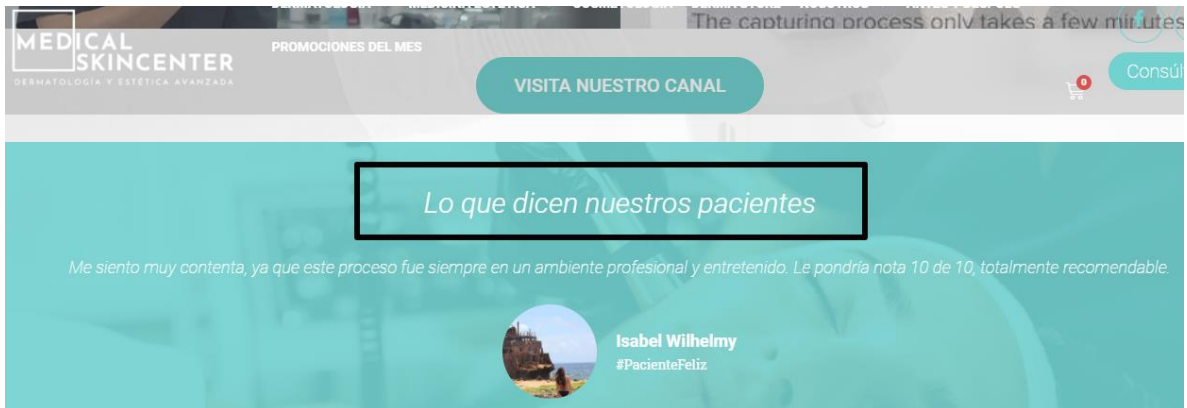 The capturing process only takes a few minutes
MEDICAL
SKINCENTER
DERMATOLOGÍA Y ESTÉTICA AVANZADA
PROMOCIONES DEL MES
VISITA NUESTRO CANAL
0
Consúl
Lo que dicen nuestros pacientes
Me siento muy contenta, ya que este proceso fue siempre en un ambiente profesional y entretenido. Le pondría nota 10 de 10, totalmente recomendable.
Isabel Wilhelmy
#PacienteFeliz